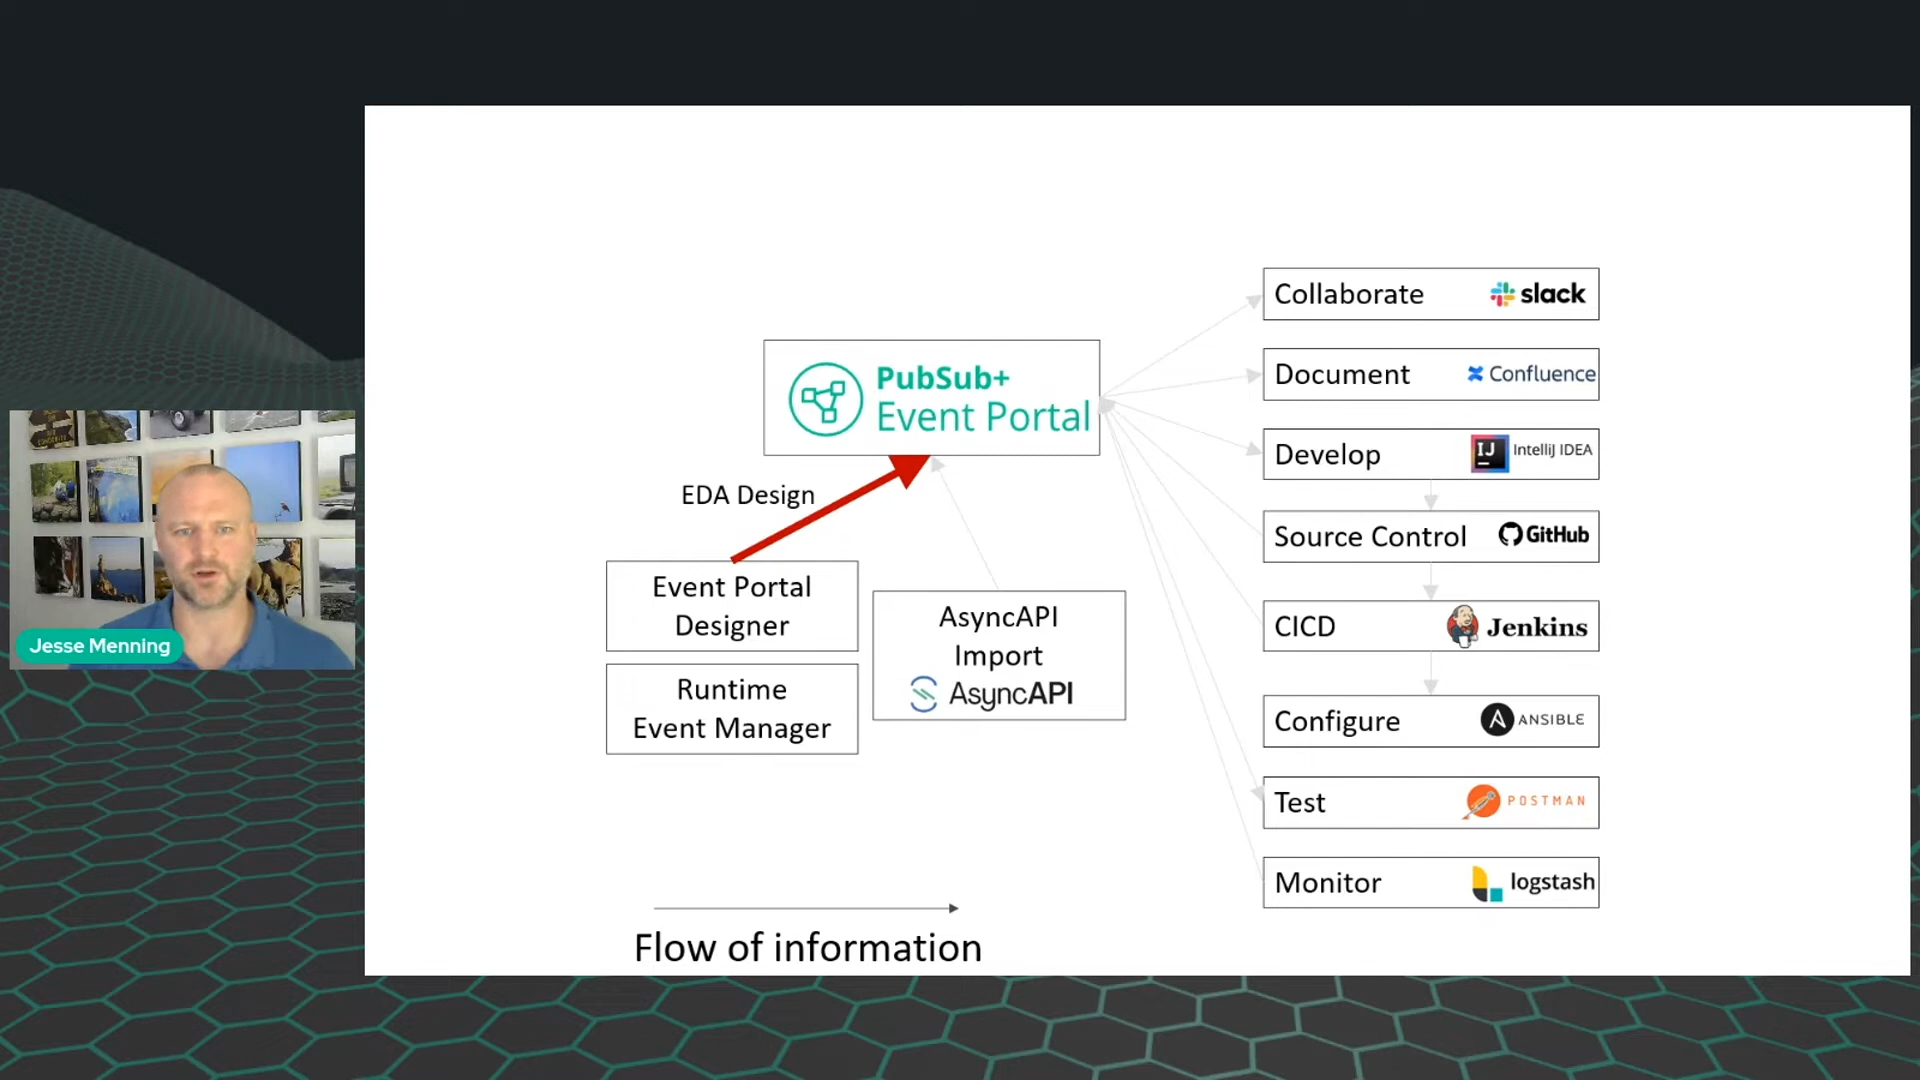 PubSub+
Event Portal
EDA Design
Event Portal
Designer
Runtime
Event Manager
AsyncAPI
Import
AsyncAPI
Collaborate slack
Document Confluence
Develop IJ IntelliJ IDEA
Source Control GitHub
CICD Jenkins
Configure A ANSIBLE
Test POSTMAN
Monitor logstash
Flow of information
Jesse Menning